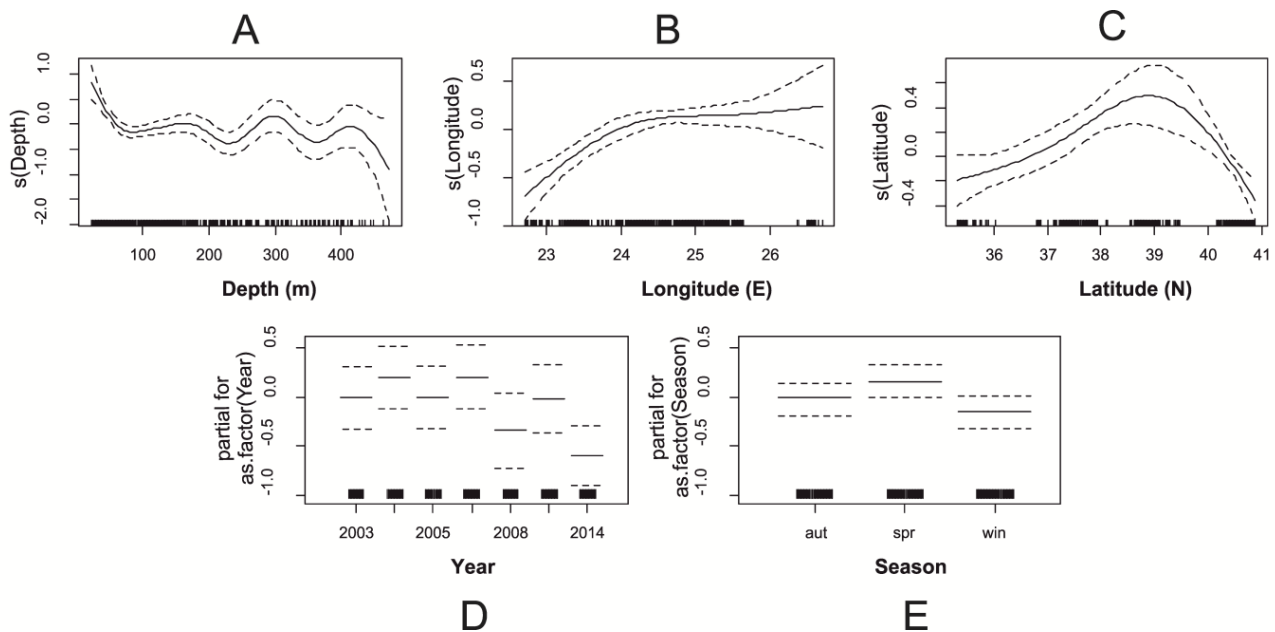 A
s(Depth)
1.0
0.0
-1.0
-2.0
100 200 300 400
Depth (m)
B
s(Longitude)
0.5
0.0
-0.5
-1.0
23 24 25 26
Longitude (E)
C
s(Latitude)
0.4
0.0
-0.4
36 37 38 39 40 41
Latitude (N)
partial for
as.factor(Year)
0.5
0.0
-0.5
-1.0
2003 2005 2008 2014
Year
D
partial for
as.factor(Season)
0.5
0.0
-0.5
-1.0
aut spr win
Season
E